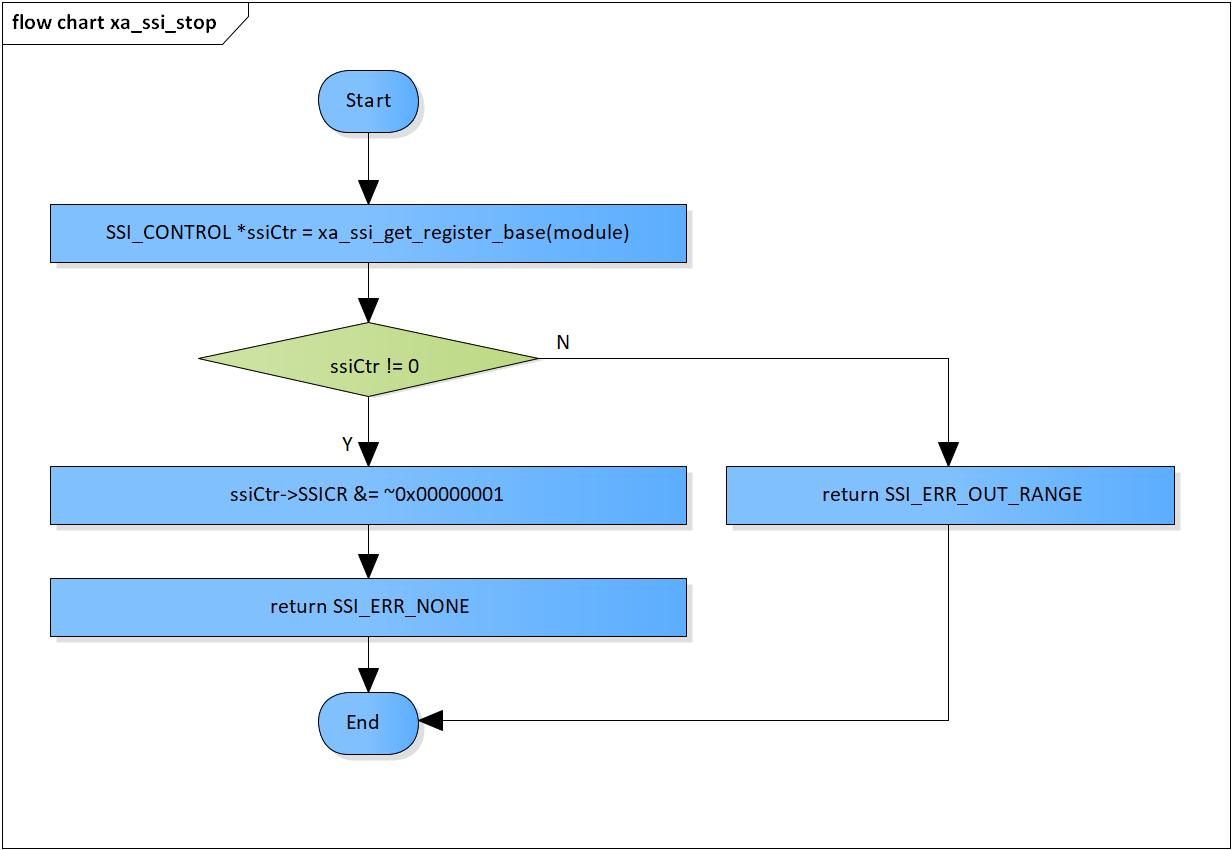 flow chart xa_ssi_stop
Start
SSI_CONTROL *ssiCtr = xa_ssi_get_register_base(module)
ssiCtr != 0
N
Y
ssiCtr->SSICR &= ~0x00000001
return SSI_ERR_OUT_RANGE
return SSI_ERR_NONE
End